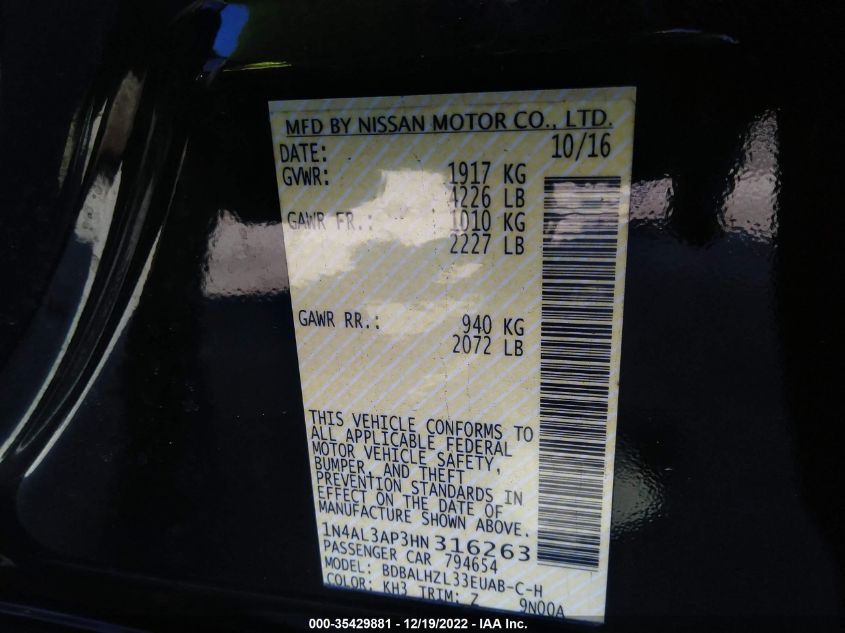 MFD BY NISSAN MOTOR CO., LTD.
DATE: 10/16
GVWR: 1917 KG
4226 LB
GAWR FR.: 1010 KG
2227 LB
GAWR RR.: 940 KG
2072 LB
THIS VEHICLE CONFORMS TO
ALL APPLICABLE FEDERAL
MOTOR VEHICLE SAFETY,
BUMPER, AND THEFT
PREVENTION STANDARDS IN
EFFECT ON THE DATE OF
MANUFACTURE SHOWN ABOVE.
1N4AL3AP3HN 316263
PASSENGER CAR 794654
MODEL: BDBALHZL33EUAB-C-H
COLOR: KH3 TRIM: Z 9N00A
000-35429881 - 12/19/2022 - IAA Inc.